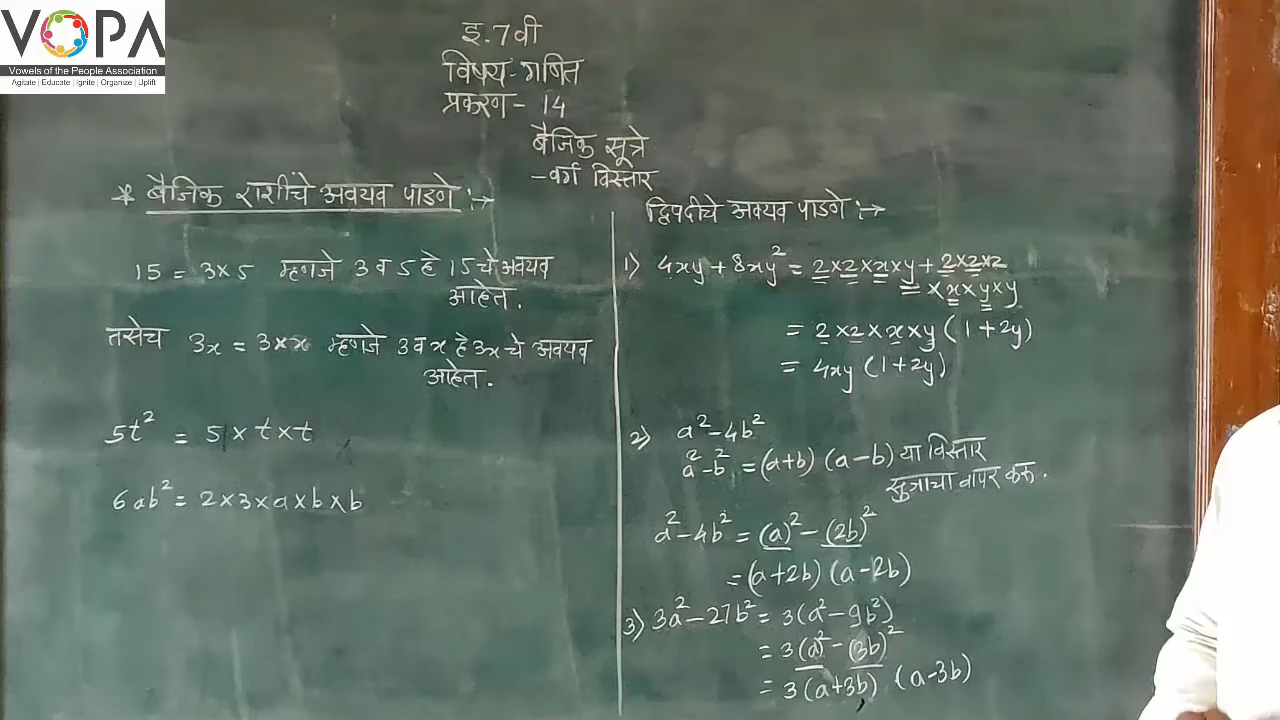 VOPA
Vowels of the People Association
Agitate | Educate | Ignite | Organize | Uplift
इ. 7 वी
विषय - गणित
प्रकरण - 14
बैजिक सूत्रे
- वर्ग विस्तार
* बैजिक राशींचे अवयव पाडणे :→
15 = 3×5 म्हणजे 3 व 5 हे 15 चे अवयव
आहेत.
तसेच 3x = 3×x म्हणजे 3 व x हे 3x चे अवयव
आहेत.
5t² = 5×t×t
6ab² = 2×3×a×b×b
द्विपदीचे अवयव पाडणे :→
1) 4xy + 8xy² = 2×2×x×y + 2×2×2
×x×y×y
= 2×2×x×y (1+2y)
= 4xy (1+2y)
2) a²-4b²
a²-b² = (a+b) (a-b) या विस्तार
सुत्राचा वापर करू.
a²-4b² = (a)² - (2b)²
= (a+2b) (a-2b)
3) 3a²-27b² = 3(a²-9b²)
= 3(a)²-(3b)²
= 3(a+3b) (a-3b)